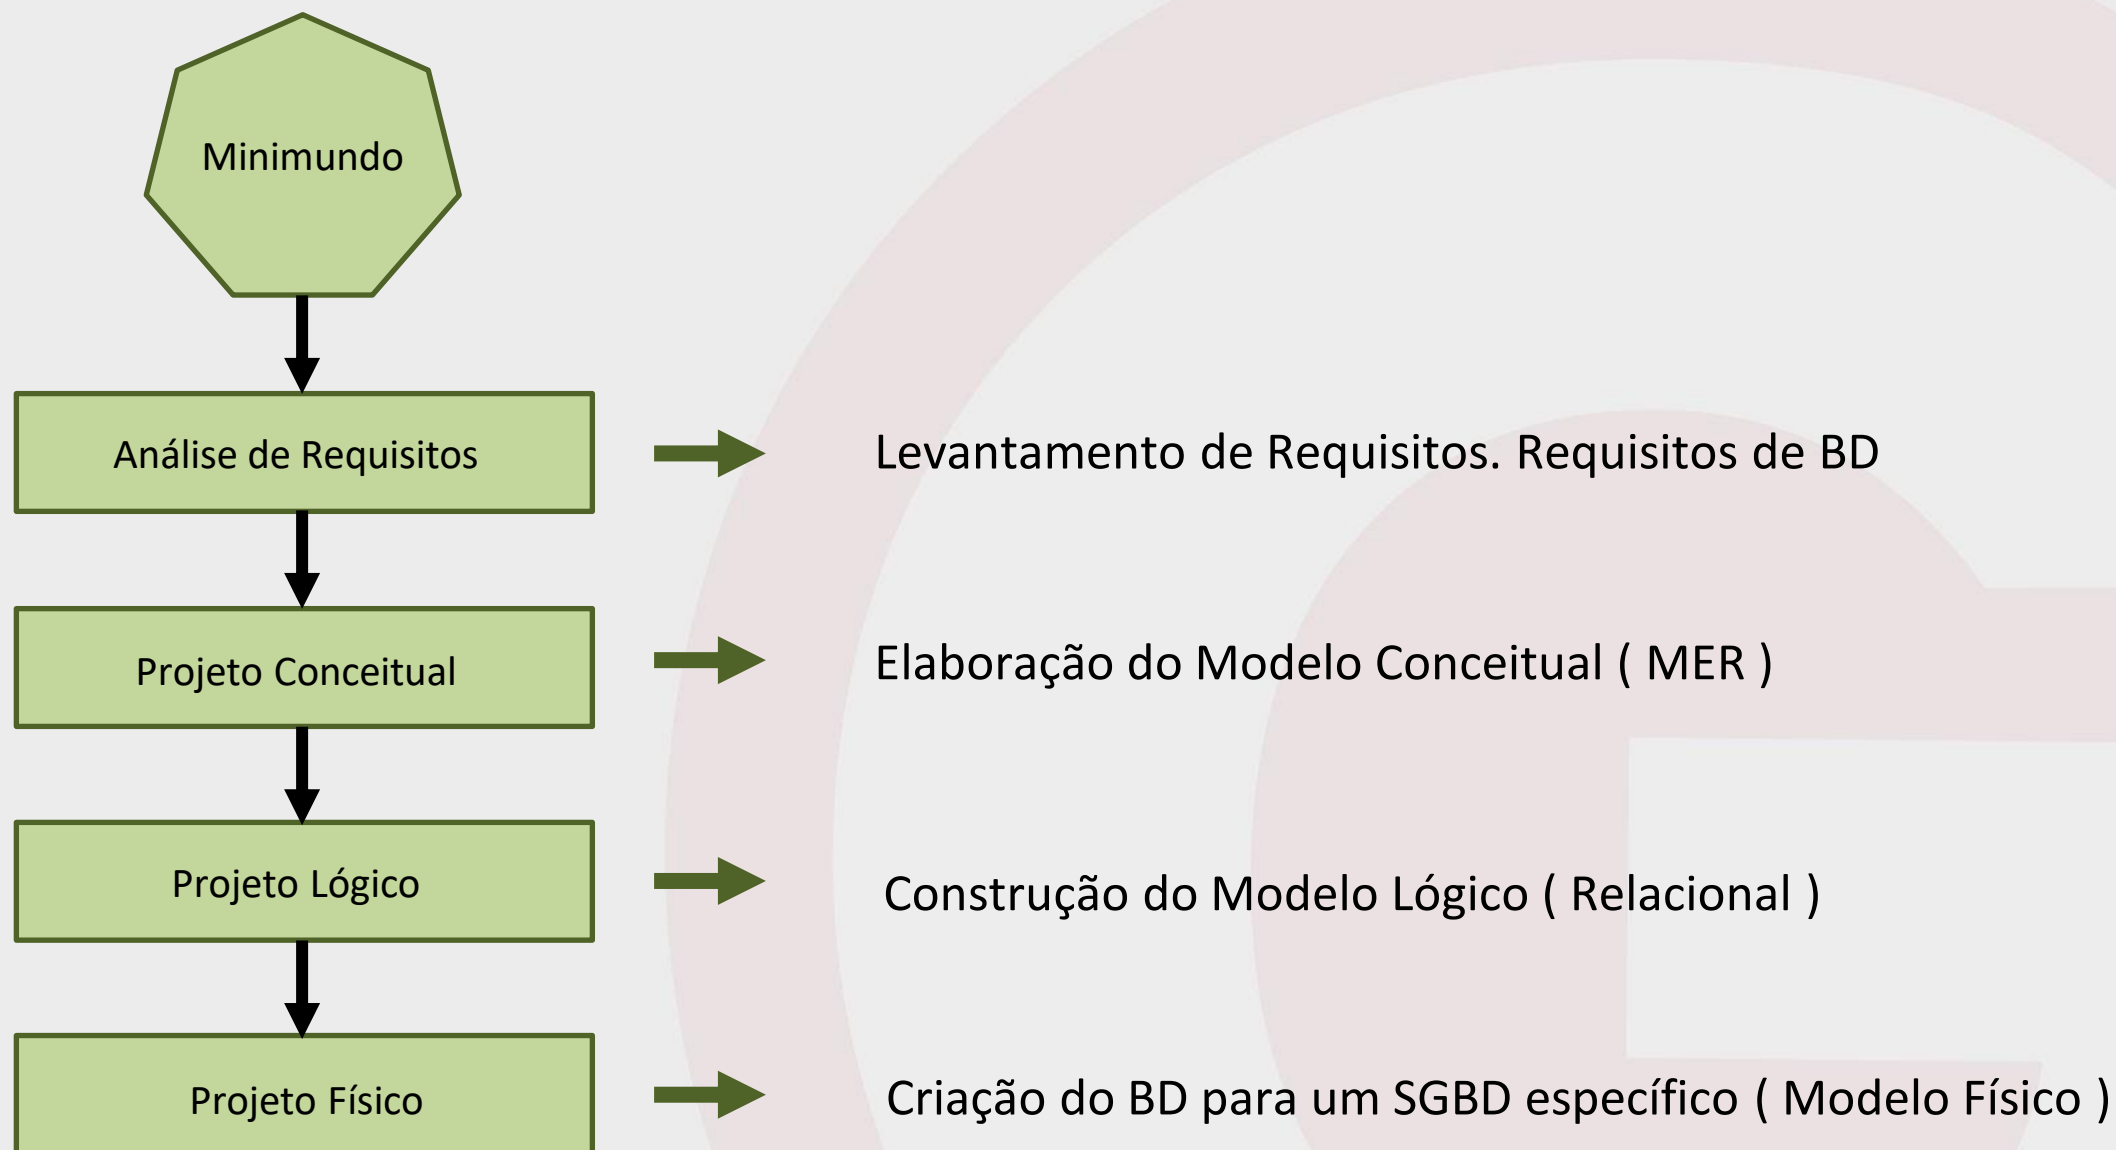 Minimundo
Análise de Requisitos
Levantamento de Requisitos. Requisitos de BD
Projeto Conceitual
Elaboração do Modelo Conceitual ( MER )
Projeto Lógico
Construção do Modelo Lógico ( Relacional )
Projeto Físico
Criação do BD para um SGBD específico ( Modelo Físico )